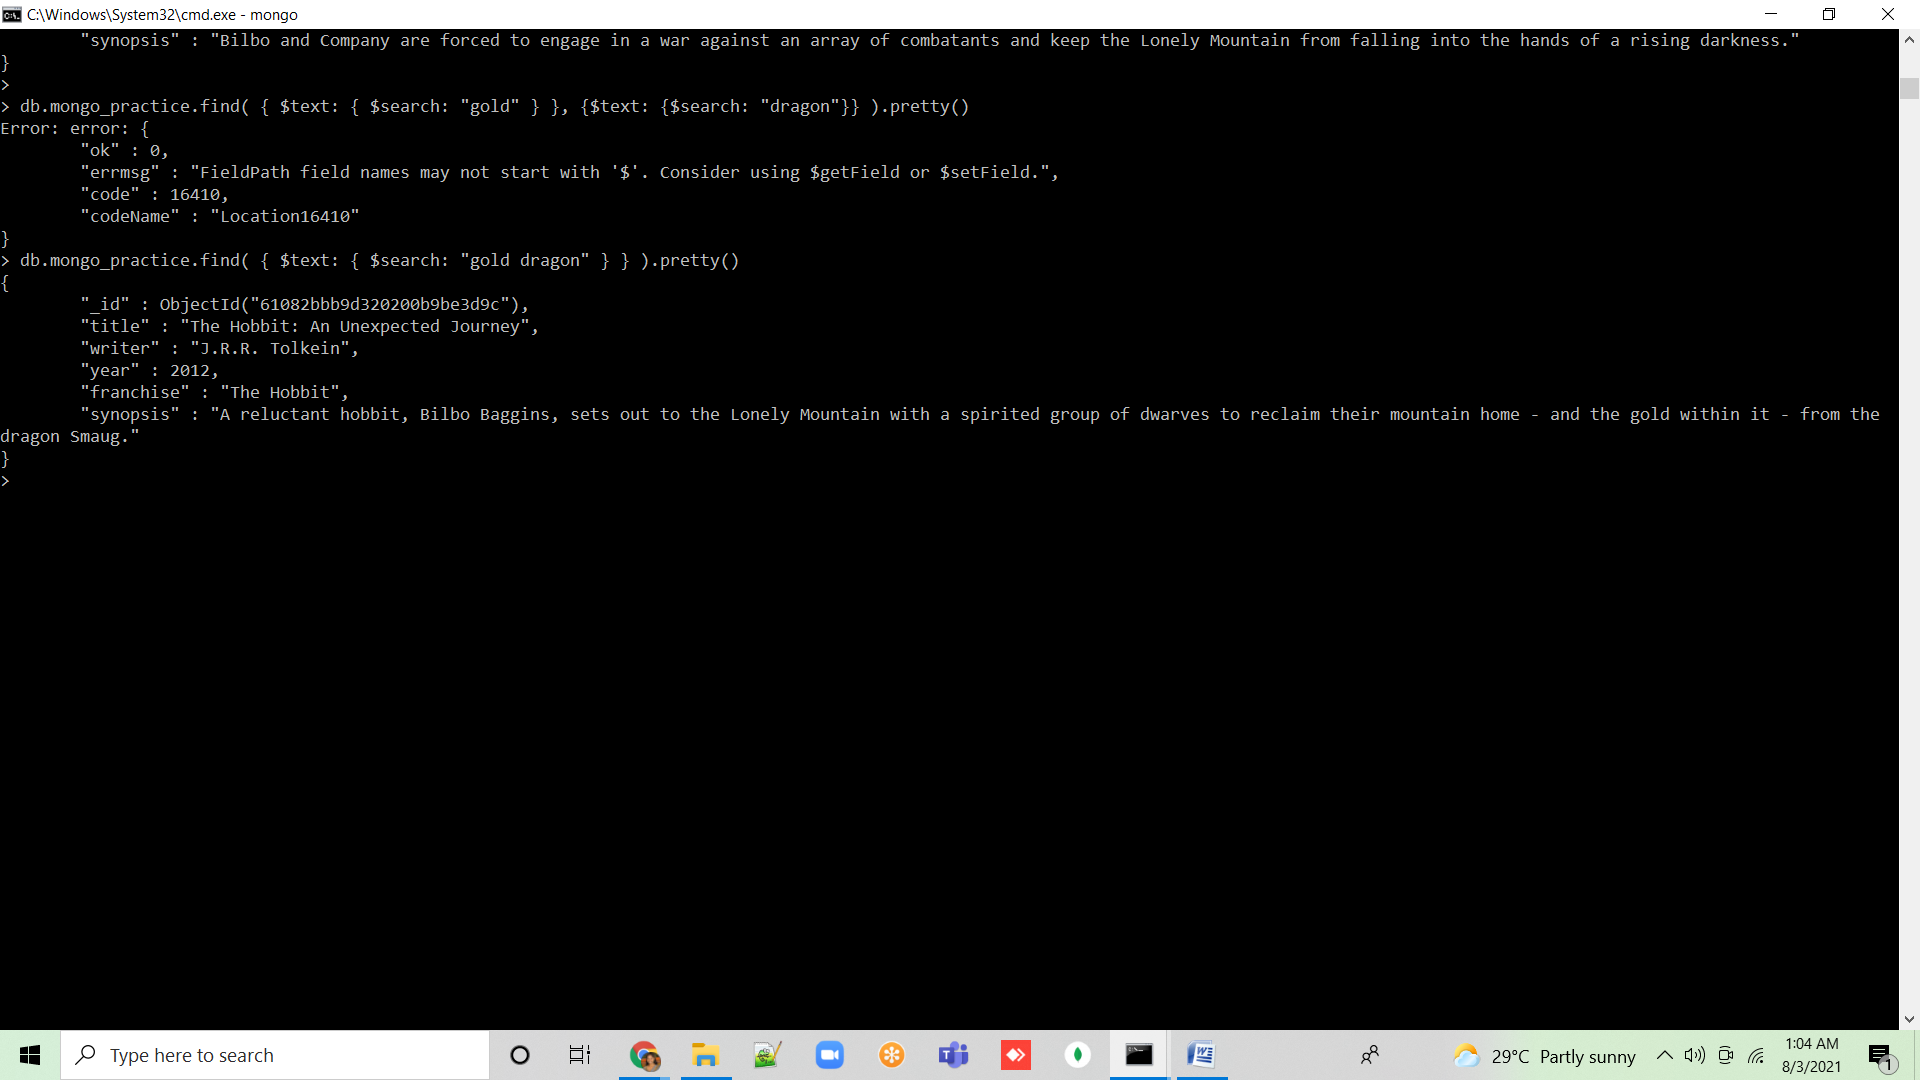 C:\Windows\System32\cmd.exe - mongo
"synopsis" : "Bilbo and Company are forced to engage in a war against an array of combatants and keep the Lonely Mountain from falling into the hands of a rising darkness."
}
>
> db.mongo_practice.find( { $text: { $search: "gold" } }, {$text: {$search: "dragon"}} ).pretty()
Error: error: {
"ok" : 0,
"errmsg" : "FieldPath field names may not start with '$'. Consider using $getField or $setField.",
"code" : 16410,
"codeName" : "Location16410"
}
> db.mongo_practice.find( { $text: { $search: "gold dragon" } } ).pretty()
{
"_id" : ObjectId("61082bbb9d320200b9be3d9c"),
"title" : "The Hobbit: An Unexpected Journey",
"writer" : "J.R.R. Tolkein",
"year" : 2012,
"franchise" : "The Hobbit",
"synopsis" : "A reluctant hobbit, Bilbo Baggins, sets out to the Lonely Mountain with a spirited group of dwarves to reclaim their mountain home - and the gold within it - from the
dragon Smaug."
}
>
Type here to search
29°C Partly sunny
1:04 AM
8/3/2021
1